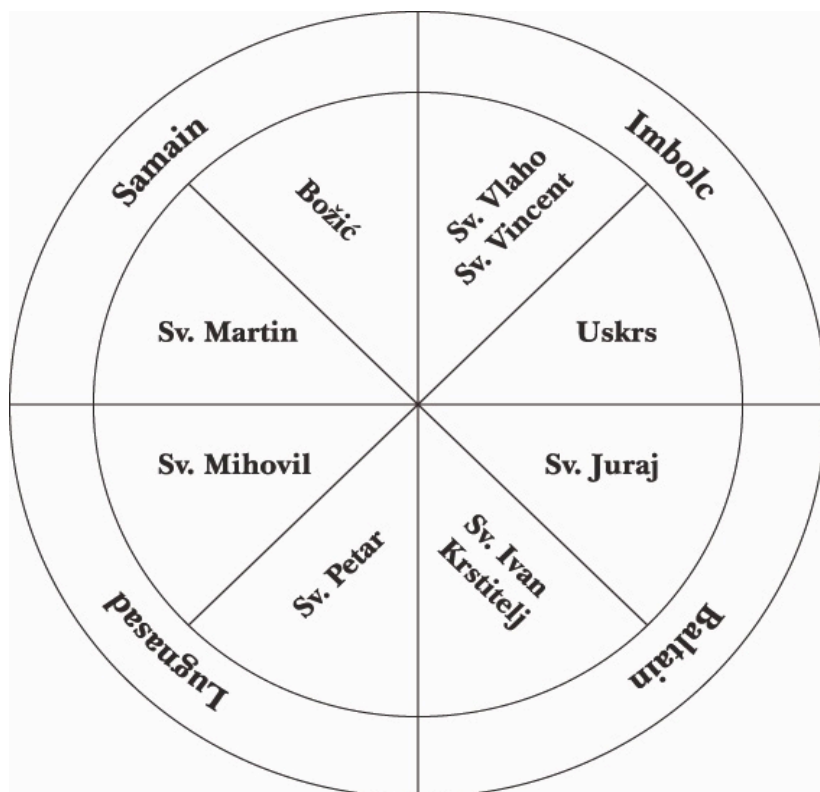 Samain
Imbolc
Božić
Sv. Vlaho
Sv. Vincent
Sv. Martin
Uskrs
Sv. Mihovil
Sv. Juraj
Sv. Petar
Sv. Ivan
Krstitelj
Lugnasad
Baltain